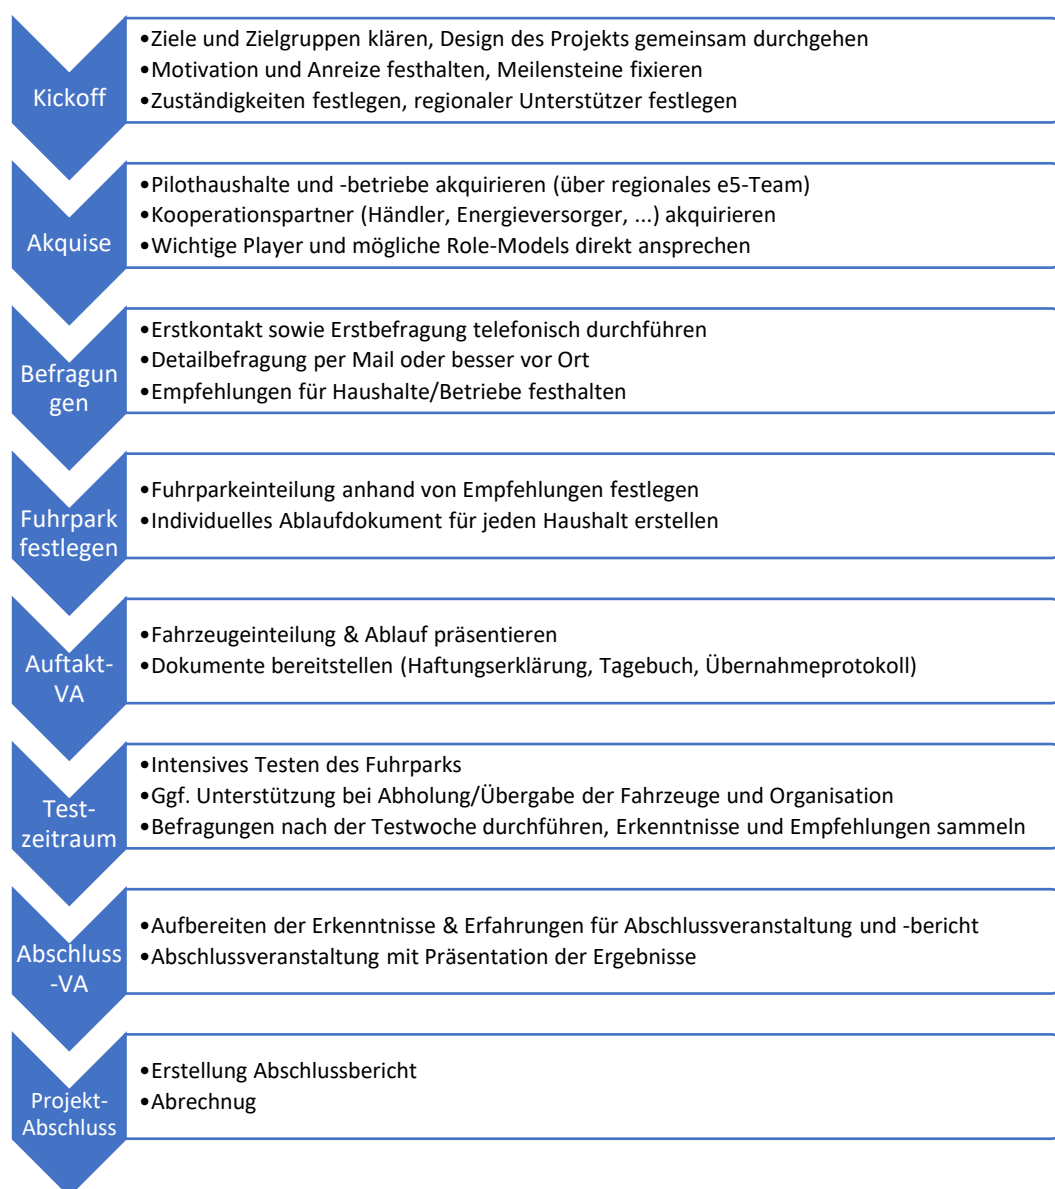 Kickoff
•Ziele und Zielgruppen klären, Design des Projekts gemeinsam durchgehen
•Motivation und Anreize festhalten, Meilensteine fixieren
•Zuständigkeiten festlegen, regionaler Unterstützer festlegen
Akquise
•Pilothaushalte und -betriebe akquirieren (über regionales e5-Team)
•Kooperationspartner (Händler, Energieversorger, ...) akquirieren
•Wichtige Player und mögliche Role-Models direkt ansprechen
Befragun
gen
•Erstkontakt sowie Erstbefragung telefonisch durchführen
•Detailbefragung per Mail oder besser vor Ort
•Empfehlungen für Haushalte/Betriebe festhalten
Fuhrpark
festlegen
•Fuhrparkeinteilung anhand von Empfehlungen festlegen
•Individuelles Ablaufdokument für jeden Haushalt erstellen
Auftakt-
VA
•Fahrzeugeinteilung & Ablauf präsentieren
•Dokumente bereitstellen (Haftungserklärung, Tagebuch, Übernahmeprotokoll)
Test-
zeitraum
•Intensives Testen des Fuhrparks
•Ggf. Unterstützung bei Abholung/Übergabe der Fahrzeuge und Organisation
•Befragungen nach der Testwoche durchführen, Erkenntnisse und Empfehlungen sammeln
Abschluss
-VA
•Aufbereiten der Erkenntnisse & Erfahrungen für Abschlussveranstaltung und -bericht
•Abschlussveranstaltung mit Präsentation der Ergebnisse
Projekt-
Abschluss
•Erstellung Abschlussbericht
•Abrechnug